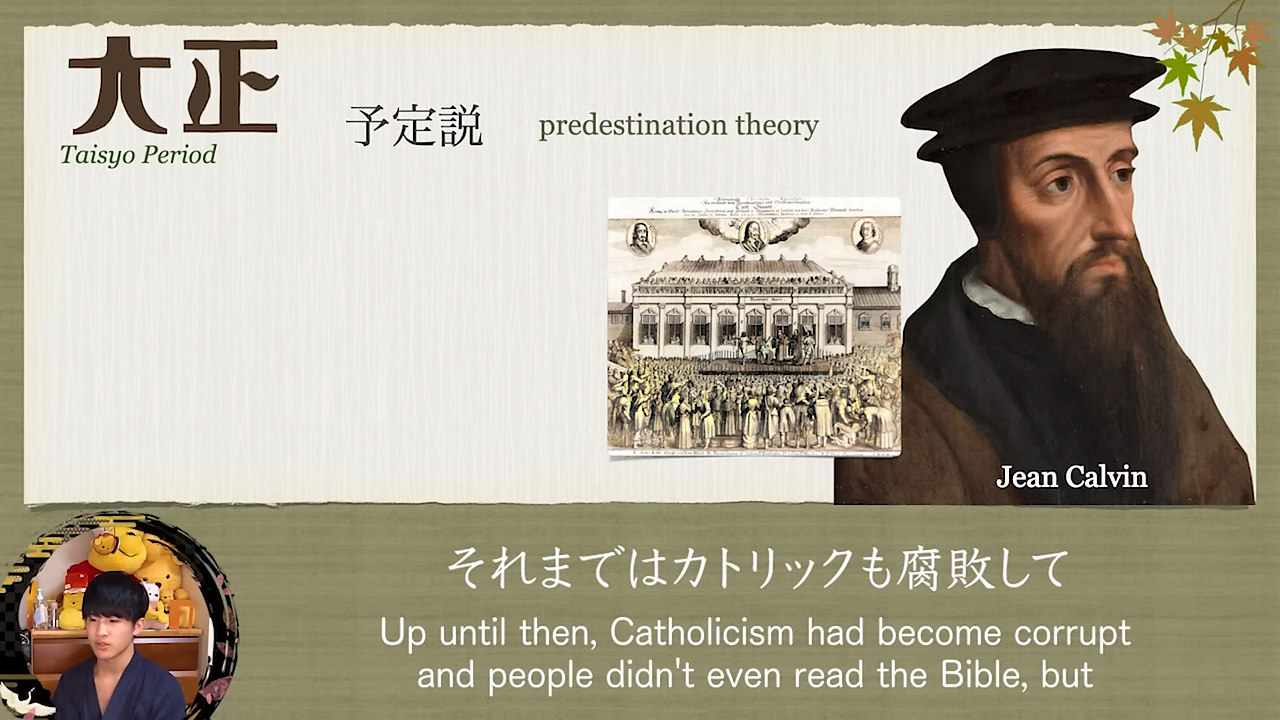 大正
Taisyo Period
予定説
predestination theory
Jean Calvin
それまではカトリックも腐敗して
Up until then, Catholicism had become corrupt
and people didn't even read the Bible, but